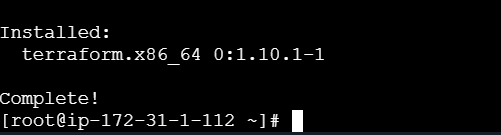 Installed:
  terraform.x86_64 0:1.10.1-1
Complete!
[root@ip-172-31-1-112 ~]#